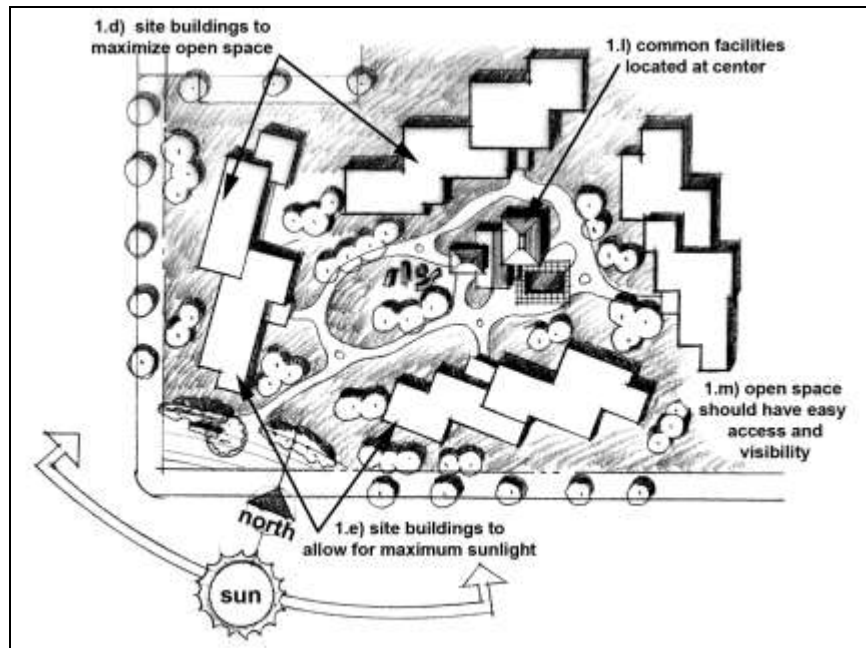 1.d) site buildings to
maximize open space
1.l) common facilities
located at center
1.m) open space
should have easy
access and
visibility
north
1.e) site buildings to
allow for maximum sunlight
sun